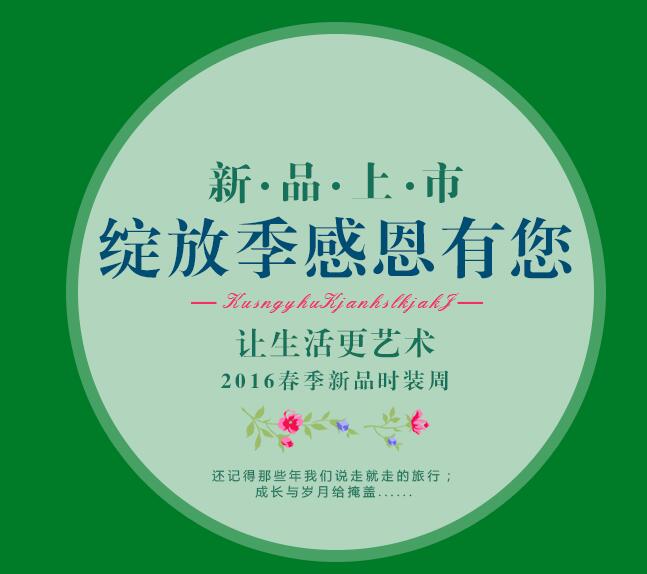 新·品·上·市
绽放季感恩有您
KusngyhuKjanhslkjakJ
让生活更艺术
2016春季新品时装周
还记得那些年我们说走就走的旅行；
成长与岁月给掩盖......